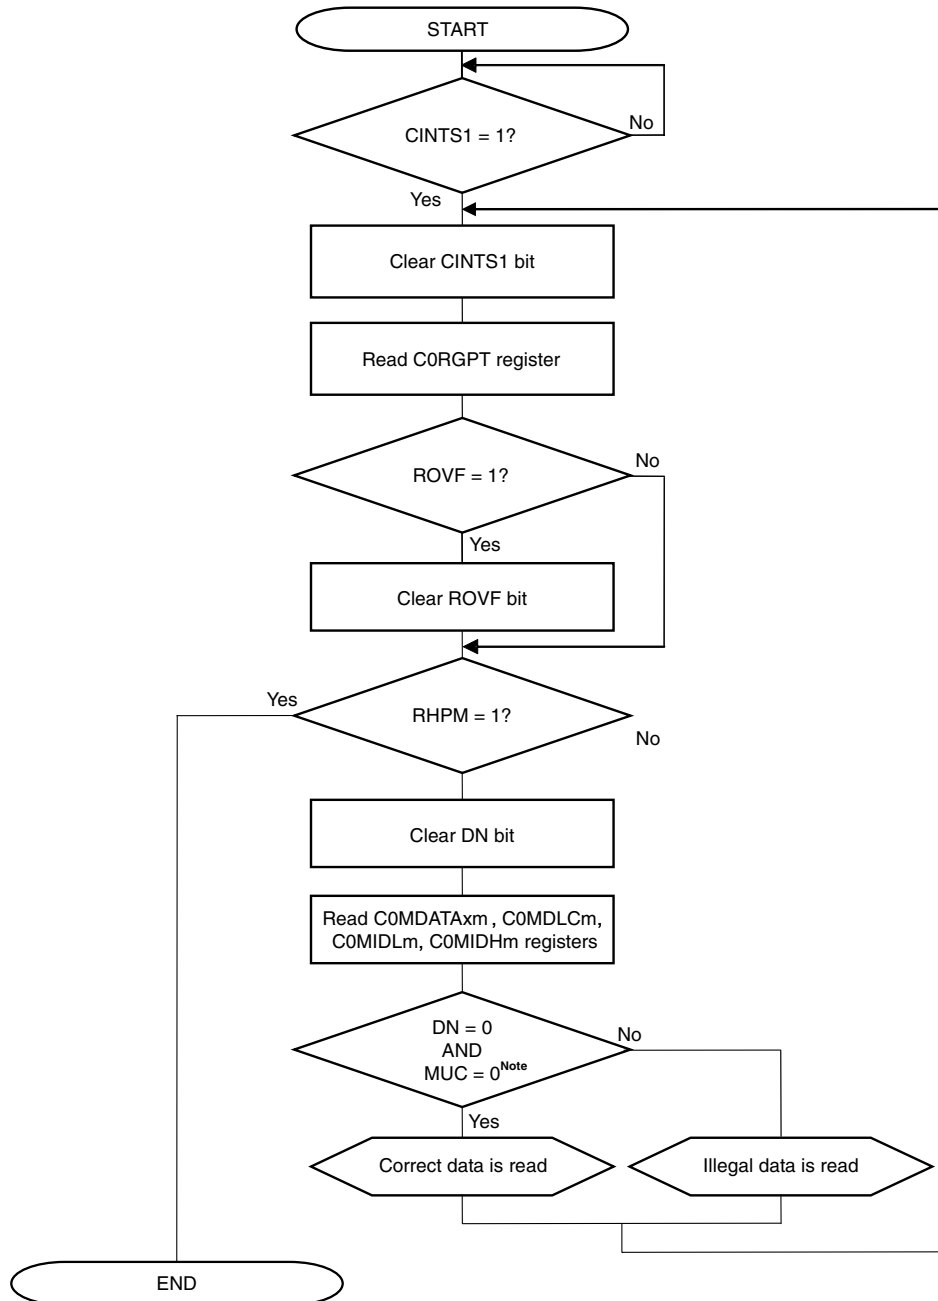 START
CINTS1 = 1?
No
Yes
Clear CINTS1 bit
Read C0RGPT register
ROVF = 1?
No
Yes
Clear ROVF bit
Yes
RHPM = 1?
No
Clear DN bit
Read C0MDATAxm , C0MDLCm,
C0MIDLm, C0MIDHm registers
DN = 0
AND
MUC = 0Note
No
Yes
Correct data is read
Illegal data is read
END